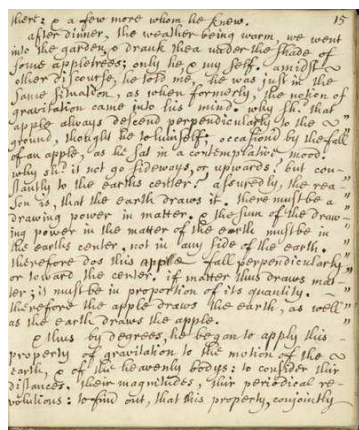 there; & a few more whom he knew. 15
after dinner, the weather being warm, we went
into the garden, & drank thea under the shade of
some appletrees; only he, & my self. amidst
other discourse, he told me, he was just in the
same situation, as when formerly, the notion of
gravitation came into his mind. why sh.d that
apple always descend perpendicularly to the
ground, thought he to himself; occasion'd by the fall
of an apple, as he sat in a contemplative mood.
why sh.d it not go sideways, or upwards? but con-
stantly to the earths center? assuredly, the rea-
son is, that the earth draws it. there must be a
drawing power in matter. & the sum of the draw-
ing power in the matter of the earth must be in
the earths center, not in any side of the earth.
therefore dos this apple fall perpendicularly
or toward the center. if matter thus draws mat-
ter; it must be in proportion of its quantity.
therefore the apple draws the earth, as well
as the earth draws the apple.
& thus by degrees, he began to apply this
property of gravitation to the motion of the
earth, & of the heavenly bodys: to consider thir
distances, their magnitudes, thir periodical re-
volutions: to find out, that this property, conjointly